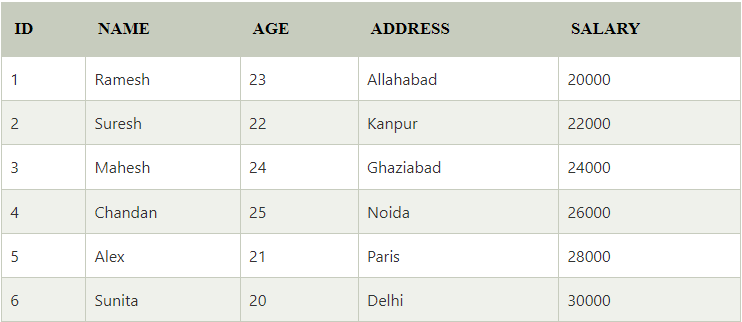 ID NAME AGE ADDRESS SALARY
1 Ramesh 23 Allahabad 20000
2 Suresh 22 Kanpur 22000
3 Mahesh 24 Ghaziabad 24000
4 Chandan 25 Noida 26000
5 Alex 21 Paris 28000
6 Sunita 20 Delhi 30000